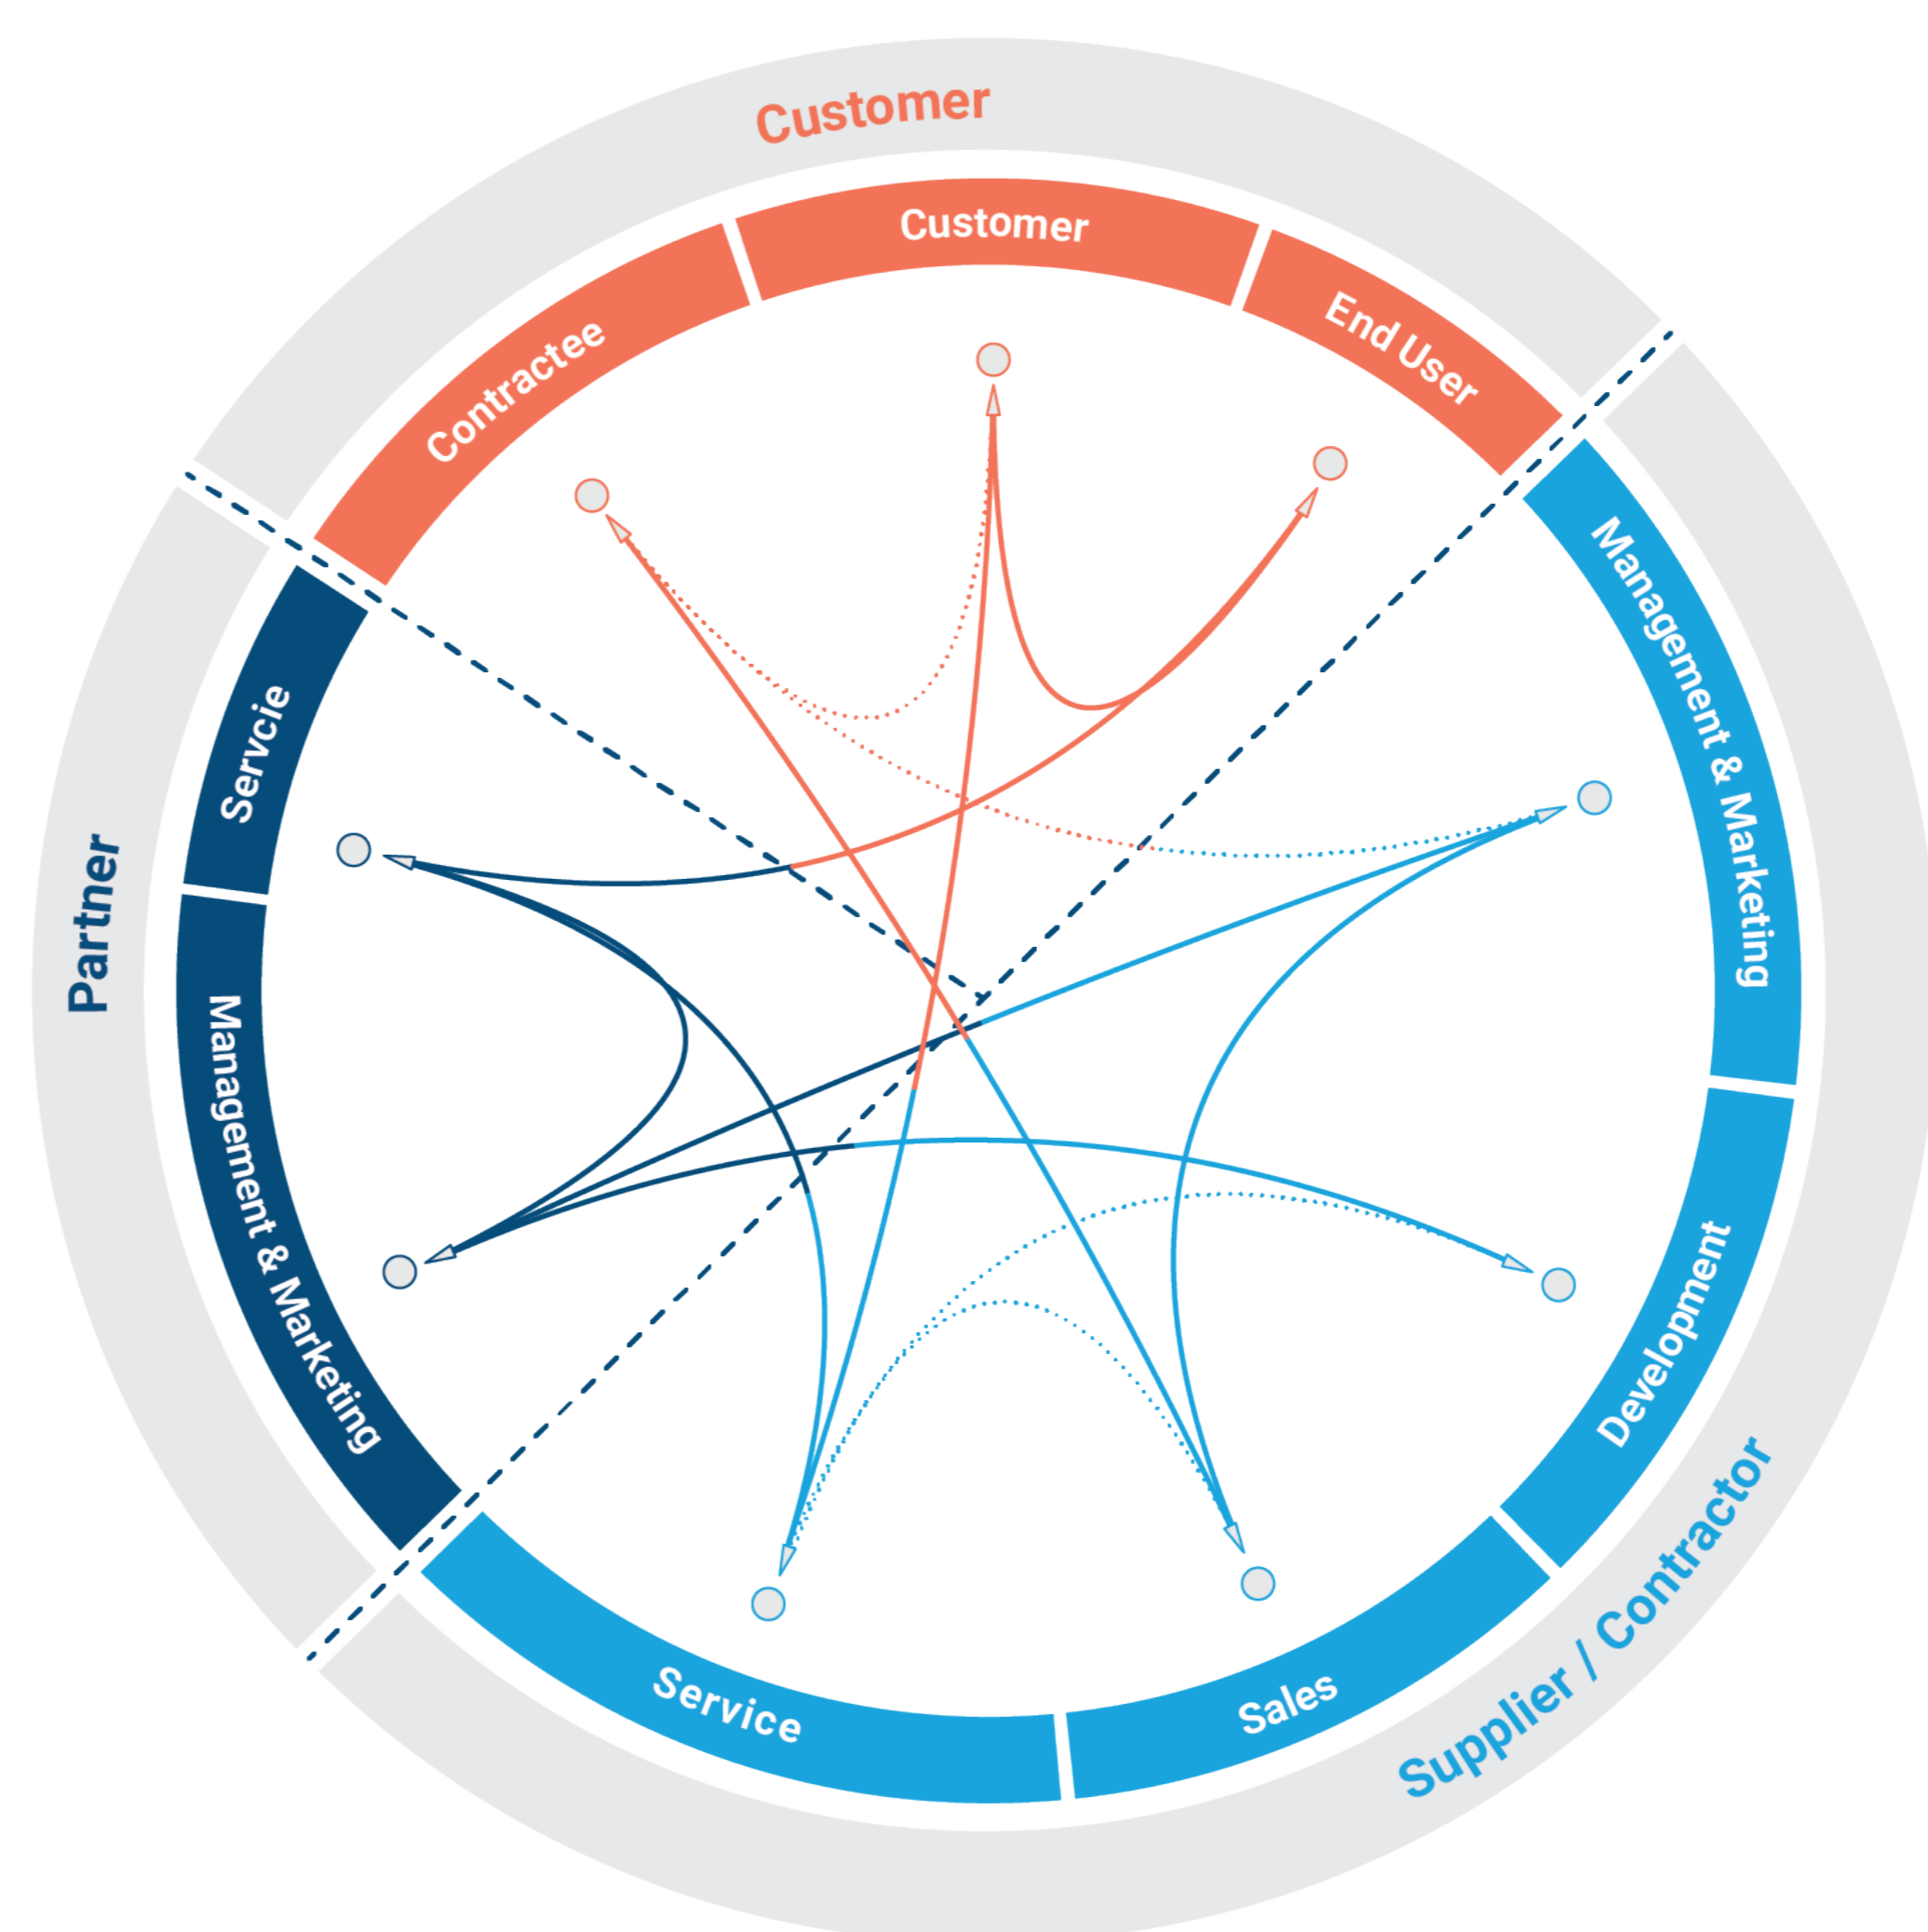 Customer
Customer
Contractee
End User
Management & Marketing
Development
Supplier / Contractor
Sales
Service
Management & Marketing
Servcie
Partner